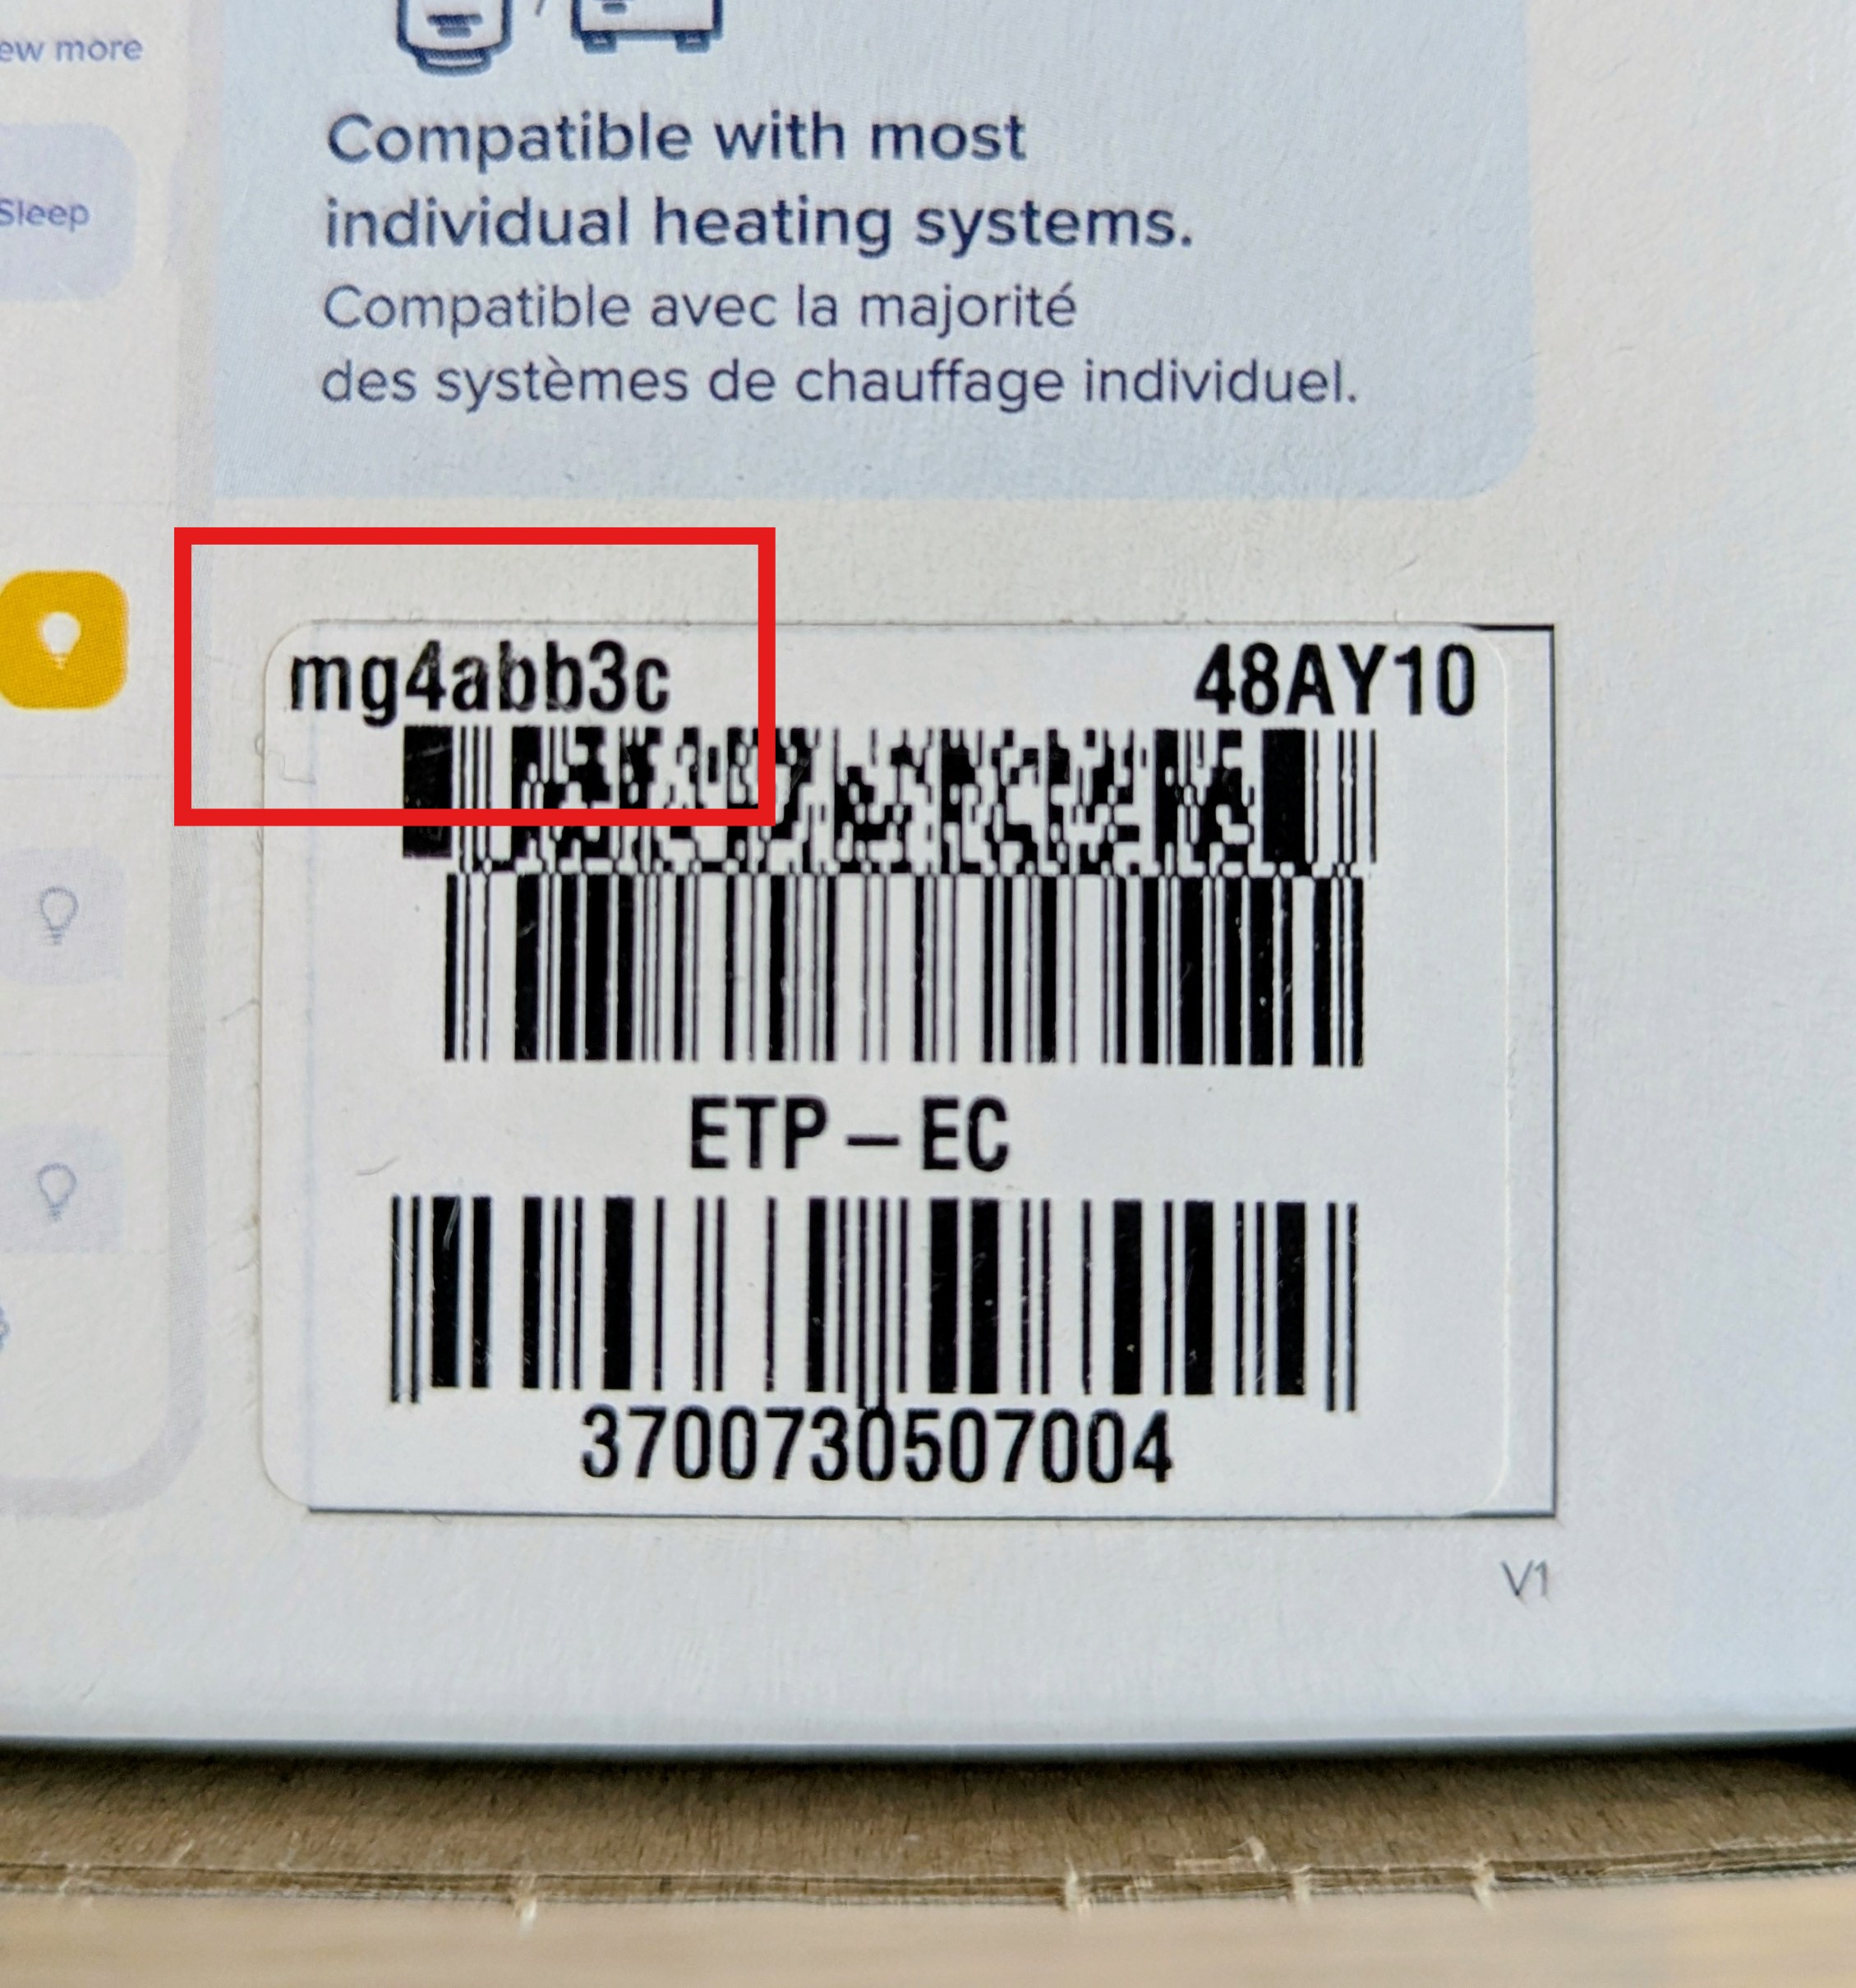 more
Sleep
Compatible with most
individual heating systems.
Compatible avec la majorité
des systèmes de chauffage individuel.
mg4abb3c 48AY10
ETP – EC
3700730507004
V1